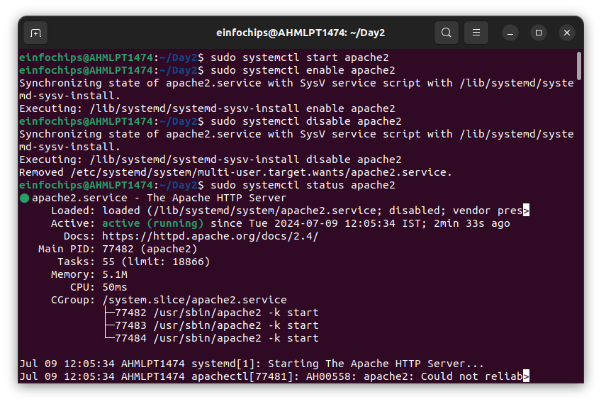 einfochips@AHMLPT1474: ~/Day2
einfochips@AHMLPT1474:~/Day2$ sudo systemctl start apache2
einfochips@AHMLPT1474:~/Day2$ sudo systemctl enable apache2
Synchronizing state of apache2.service with SysV service script with /lib/systemd/syste
md-sysv-install.
Executing: /lib/systemd/systemd-sysv-install enable apache2
einfochips@AHMLPT1474:~/Day2$ sudo systemctl disable apache2
Synchronizing state of apache2.service with SysV service script with /lib/systemd/syste
md-sysv-install.
Executing: /lib/systemd/systemd-sysv-install disable apache2
Removed /etc/systemd/system/multi-user.target.wants/apache2.service.
einfochips@AHMLPT1474:~/Day2$ sudo systemctl status apache2
● apache2.service - The Apache HTTP Server
Loaded: loaded (/lib/systemd/system/apache2.service; disabled; vendor pres>
Active: active (running) since Tue 2024-07-09 12:05:34 IST; 2min 33s ago
Docs: https://httpd.apache.org/docs/2.4/
Main PID: 77482 (apache2)
Tasks: 55 (limit: 18866)
Memory: 5.1M
CPU: 50ms
CGroup: /system.slice/apache2.service
├─77482 /usr/sbin/apache2 -k start
├─77483 /usr/sbin/apache2 -k start
└─77484 /usr/sbin/apache2 -k start
Jul 09 12:05:34 AHMLPT1474 systemd[1]: Starting The Apache HTTP Server...
Jul 09 12:05:34 AHMLPT1474 apachectl[77481]: AH00558: apache2: Could not reliab>